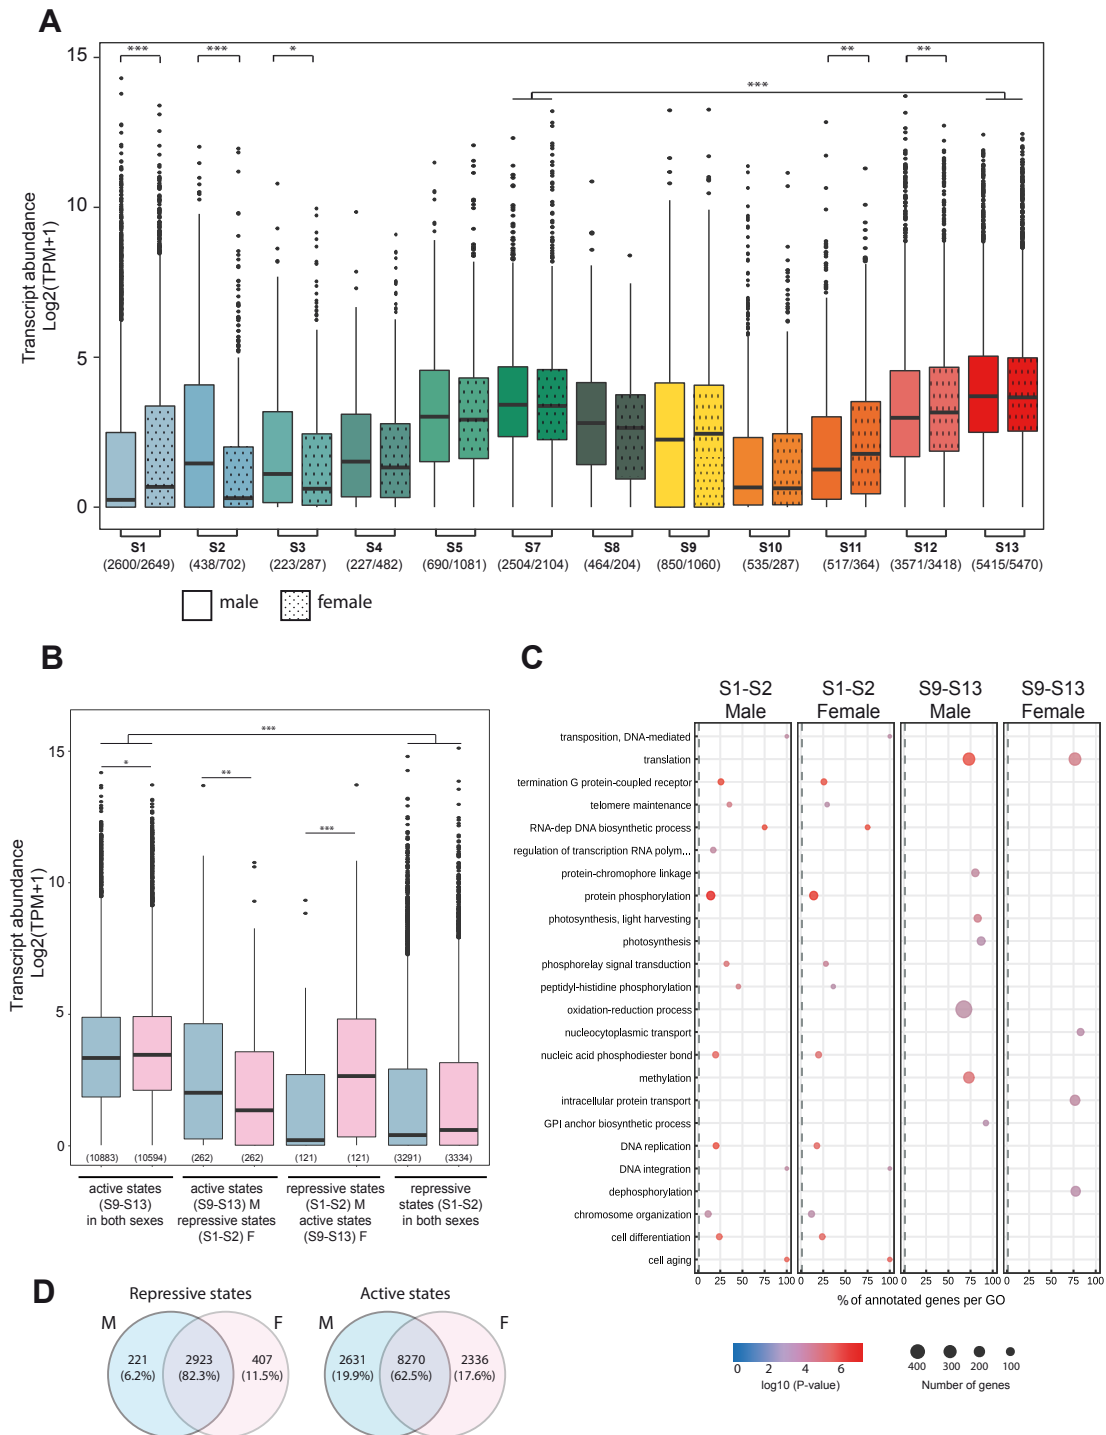 A
15
10
5
0
Transcript abundance
Log2(TPM+1)
***
***
*
**
**
***
S1
S2
S3
S4
S5
S7
S8
S9
S10
S11
S12
S13
(2600/2649)
(438/702)
(223/287)
(227/482)
(690/1081)
(2504/2104)
(464/204)
(850/1060)
(535/287)
(517/364)
(3571/3418)
(5415/5470)
male
female
B
15
10
5
0
Transcript abundance
Log2(TPM+1)
***
*
**
***
(10883)
(10594)
(262)
(262)
(121)
(121)
(3291)
(3334)
active states
(S9-S13)
in both sexes
active states
(S9-S13) M
repressive states
(S1-S2) F
repressive states
(S1-S2) M
active states
(S9-S13) F
repressive
states (S1-S2)
in both sexes
C
S1-S2
Male
S1-S2
Female
S9-S13
Male
S9-S13
Female
transposition, DNA-mediated
translation
termination G protein-coupled receptor
telomere maintenance
RNA-dep DNA biosynthetic process
regulation of transcription RNA polym...
protein-chromophore linkage
protein phosphorylation
photosynthesis, light harvesting
photosynthesis
phosphorelay signal transduction
peptidyl-histidine phosphorylation
oxidation-reduction process
nucleocytoplasmic transport
nucleic acid phosphodiester bond
methylation
intracellular protein transport
GPI anchor biosynthetic process
DNA replication
DNA integration
dephosphorylation
chromosome organization
cell differentiation
cell aging
0 25 50 75 100
0 25 50 75 100
0 25 50 75 100
0 25 50 75 100
% of annotated genes per GO
0 2 4 6
log10 (P-value)
400 300 200 100
Number of genes
D
Repressive states
M
F
221
(6.2%)
2923
(82.3%)
407
(11.5%)
Active states
M
F
2631
(19.9%)
8270
(62.5%)
2336
(17.6%)